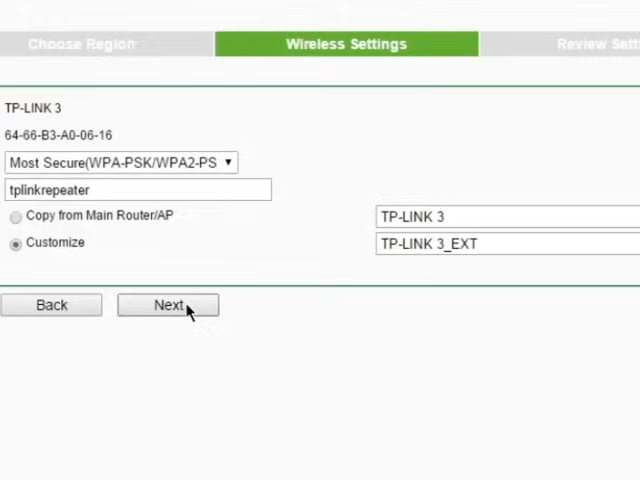 Choose Region Wireless Settings Review Sett
TP-LINK 3
64-66-B3-A0-06-16
Most Secure(WPA-PSK/WPA2-PS
tplinkrepeater
Copy from Main Router/AP TP-LINK 3
Customize TP-LINK 3_EXT
Back Next